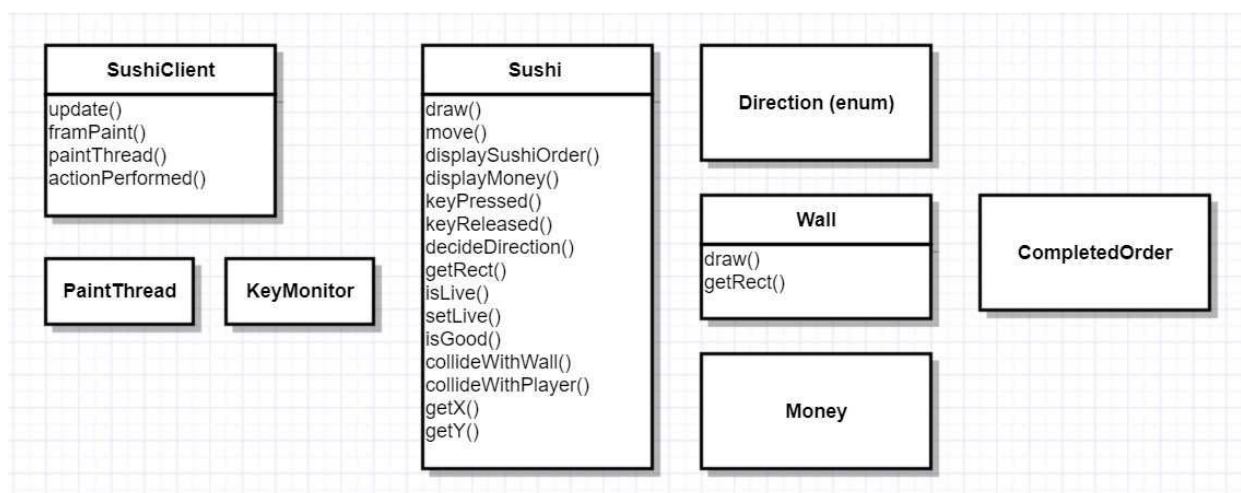 SushiClient
update()
framPaint()
paintThread()
actionPerformed()
PaintThread
KeyMonitor
Sushi
draw()
move()
displaySushiOrder()
displayMoney()
keyPressed()
keyReleased()
decideDirection()
getRect()
isLive()
setLive()
isGood()
collideWithWall()
collideWithPlayer()
getX()
getY()
Direction (enum)
Wall
draw()
getRect()
Money
CompletedOrder